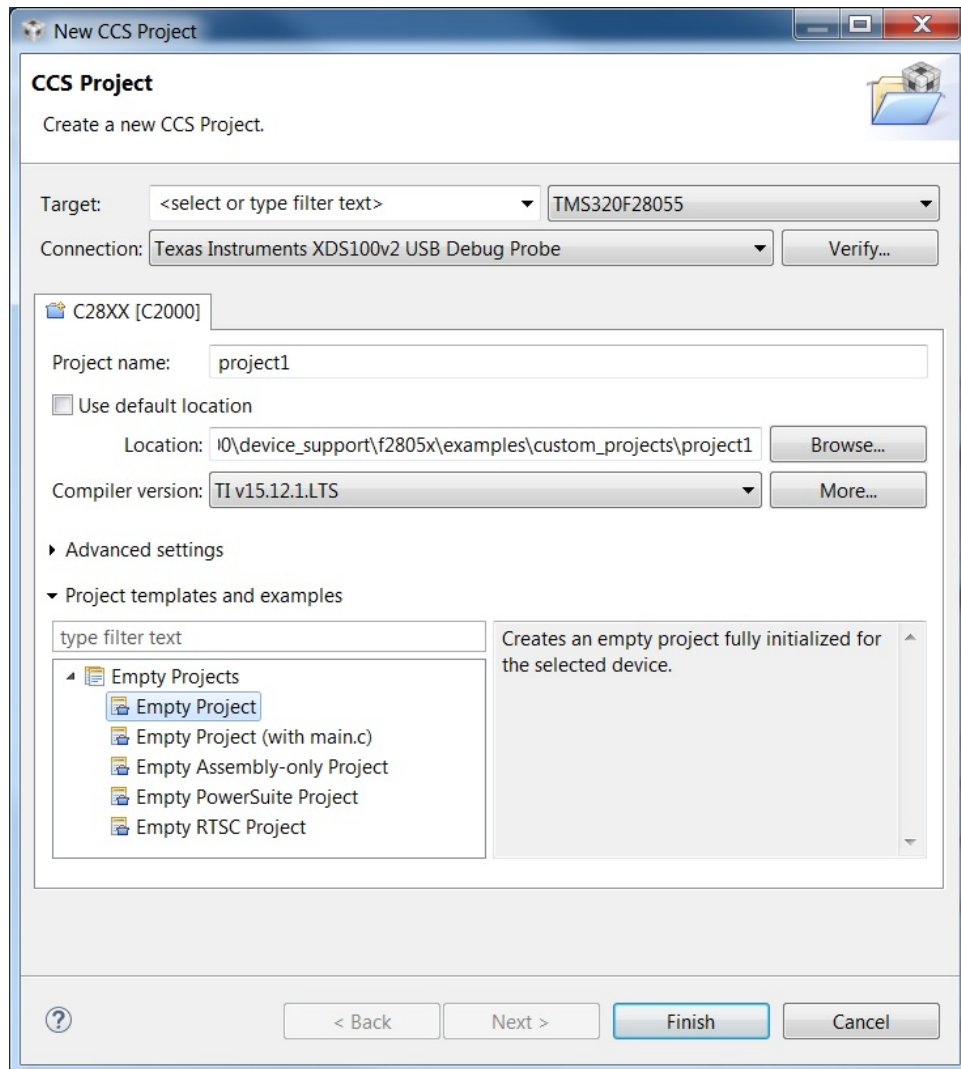 New CCS Project
CCS Project
Create a new CCS Project.
Target: <select or type filter text> TMS320F28055
Connection: Texas Instruments XDS100v2 USB Debug Probe Verify...
C28XX [C2000]
Project name: project1
Use default location
Location: \device_support\f2805x\examples\custom_projects\project1 Browse...
Compiler version: TI v15.12.1.LTS More...
Advanced settings
Project templates and examples
type filter text
Creates an empty project fully initialized for
the selected device.
Empty Projects
Empty Project
Empty Project (with main.c)
Empty Assembly-only Project
Empty PowerSuite Project
Empty RTSC Project
? < Back Next > Finish Cancel